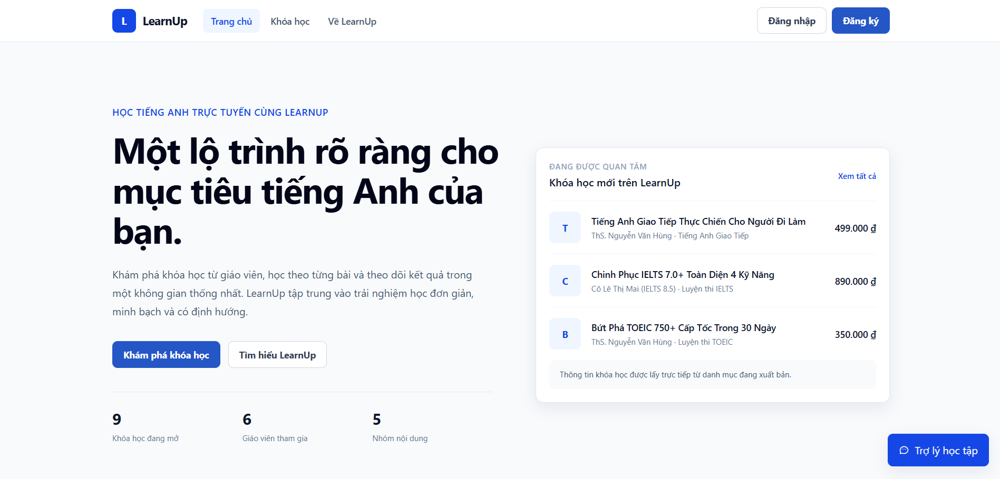 L
LearnUp
Trang chủ
Khóa học
Về LearnUp
Đăng nhập
Đăng ký
HỌC TIẾNG ANH TRỰC TUYẾN CÙNG LEARNUP
Một lộ trình rõ ràng cho
mục tiêu tiếng Anh của
bạn.
Khám phá khóa học từ giáo viên, học theo từng bài và theo dõi kết quả trong
một không gian thống nhất. LearnUp tập trung vào trải nghiệm học đơn giản,
minh bạch và có định hướng.
Khám phá khóa học
Tìm hiểu LearnUp
9
Khóa học đang mở
6
Giáo viên tham gia
5
Nhóm nội dung
ĐANG ĐƯỢC QUAN TÂM
Khóa học mới trên LearnUp
Xem tất cả
T
Tiếng Anh Giao Tiếp Thực Chiến Cho Người Đi Làm
ThS. Nguyễn Văn Hùng · Tiếng Anh Giao Tiếp
499.000 ₫
C
Chinh Phục IELTS 7.0+ Toàn Diện 4 Kỹ Năng
Cô Lê Thị Mai (IELTS 8.5) · Luyện thi IELTS
890.000 ₫
B
Bứt Phá TOEIC 750+ Cấp Tốc Trong 30 Ngày
ThS. Nguyễn Văn Hùng · Luyện thi TOEIC
350.000 ₫
Thông tin khóa học được lấy trực tiếp từ danh mục đang xuất bản.
Trợ lý học tập